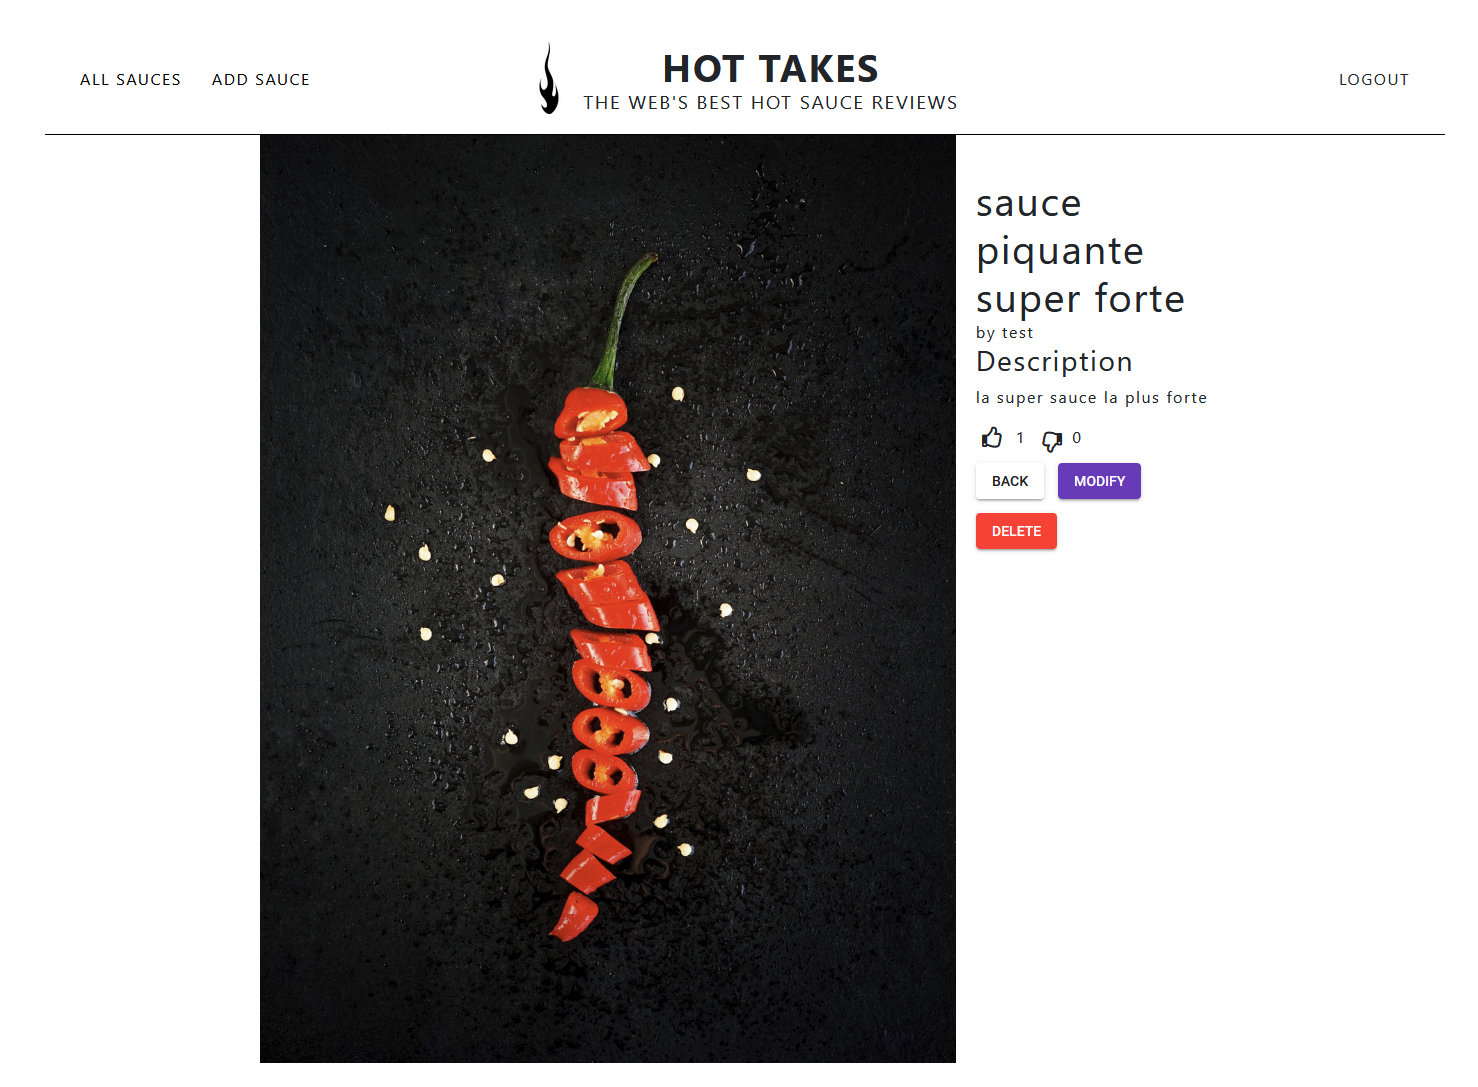 ALL SAUCES
ADD SAUCE
HOT TAKES
THE WEB'S BEST HOT SAUCE REVIEWS
LOGOUT
sauce
piquante
super forte
by test
Description
la super sauce la plus forte
1 0
BACK
MODIFY
DELETE